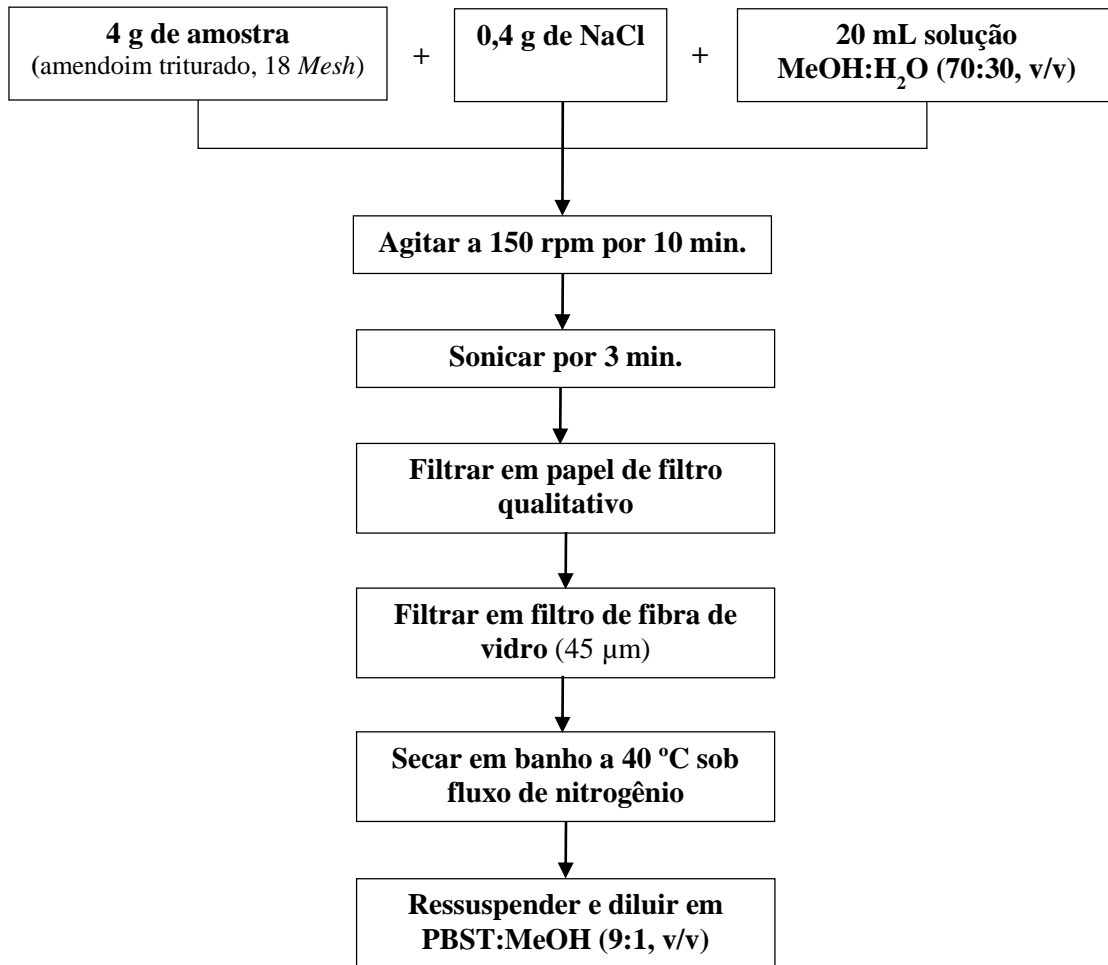 4 g de amostra
(amendoim triturado, 18 Mesh)
+
0,4 g de NaCl
+
20 mL solução
MeOH:H₂O (70:30, v/v)
Agitar a 150 rpm por 10 min.
Sonicar por 3 min.
Filtrar em papel de filtro
qualitativo
Filtrar em filtro de fibra de
vidro (45 µm)
Secar em banho a 40 ºC sob
fluxo de nitrogênio
Ressuspender e diluir em
PBST:MeOH (9:1, v/v)